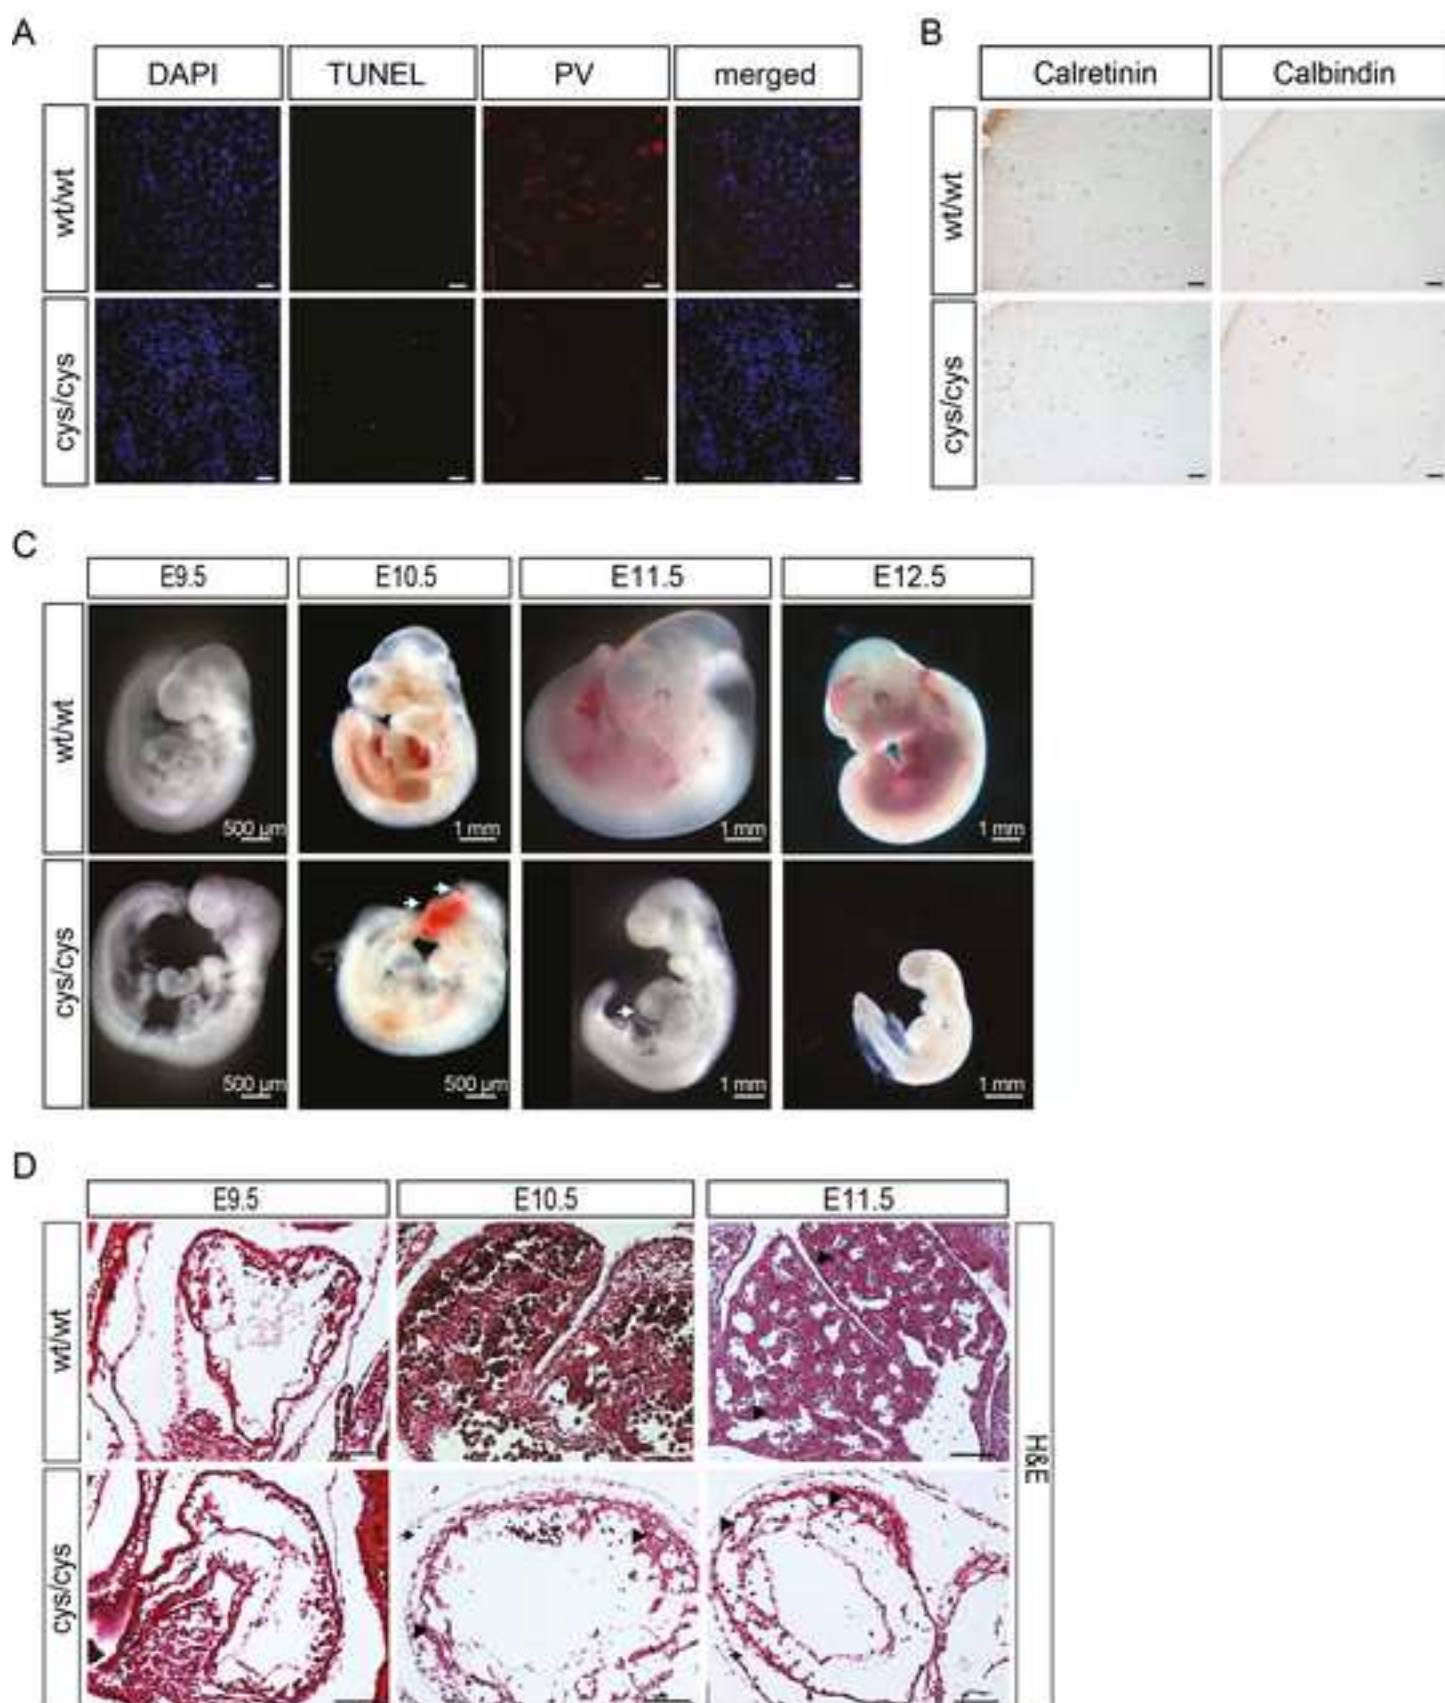 A
B
DAPI TUNEL PV merged
Calretinin Calbindin
wt/wt
wt/wt
cys/cys
cys/cys
C
E9.5 E10.5 E11.5 E12.5
wt/wt
500 µm 1 mm 1 mm 1 mm
cys/cys
500 µm 500 µm 1 mm 1 mm
D
E9.5 E10.5 E11.5
wt/wt
H&E
cys/cys